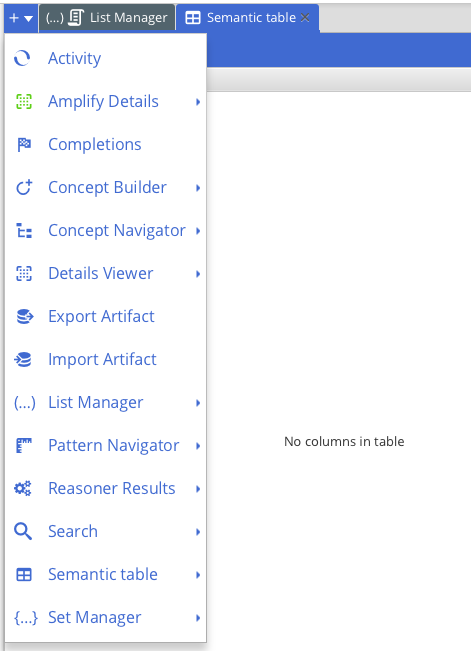 + (...) List Manager Semantic table
Activity
Amplify Details
Completions
Concept Builder
Concept Navigator
Details Viewer
Export Artifact
Import Artifact
(...) List Manager
Pattern Navigator
No columns in table
Reasoner Results
Search
Semantic table
{...} Set Manager